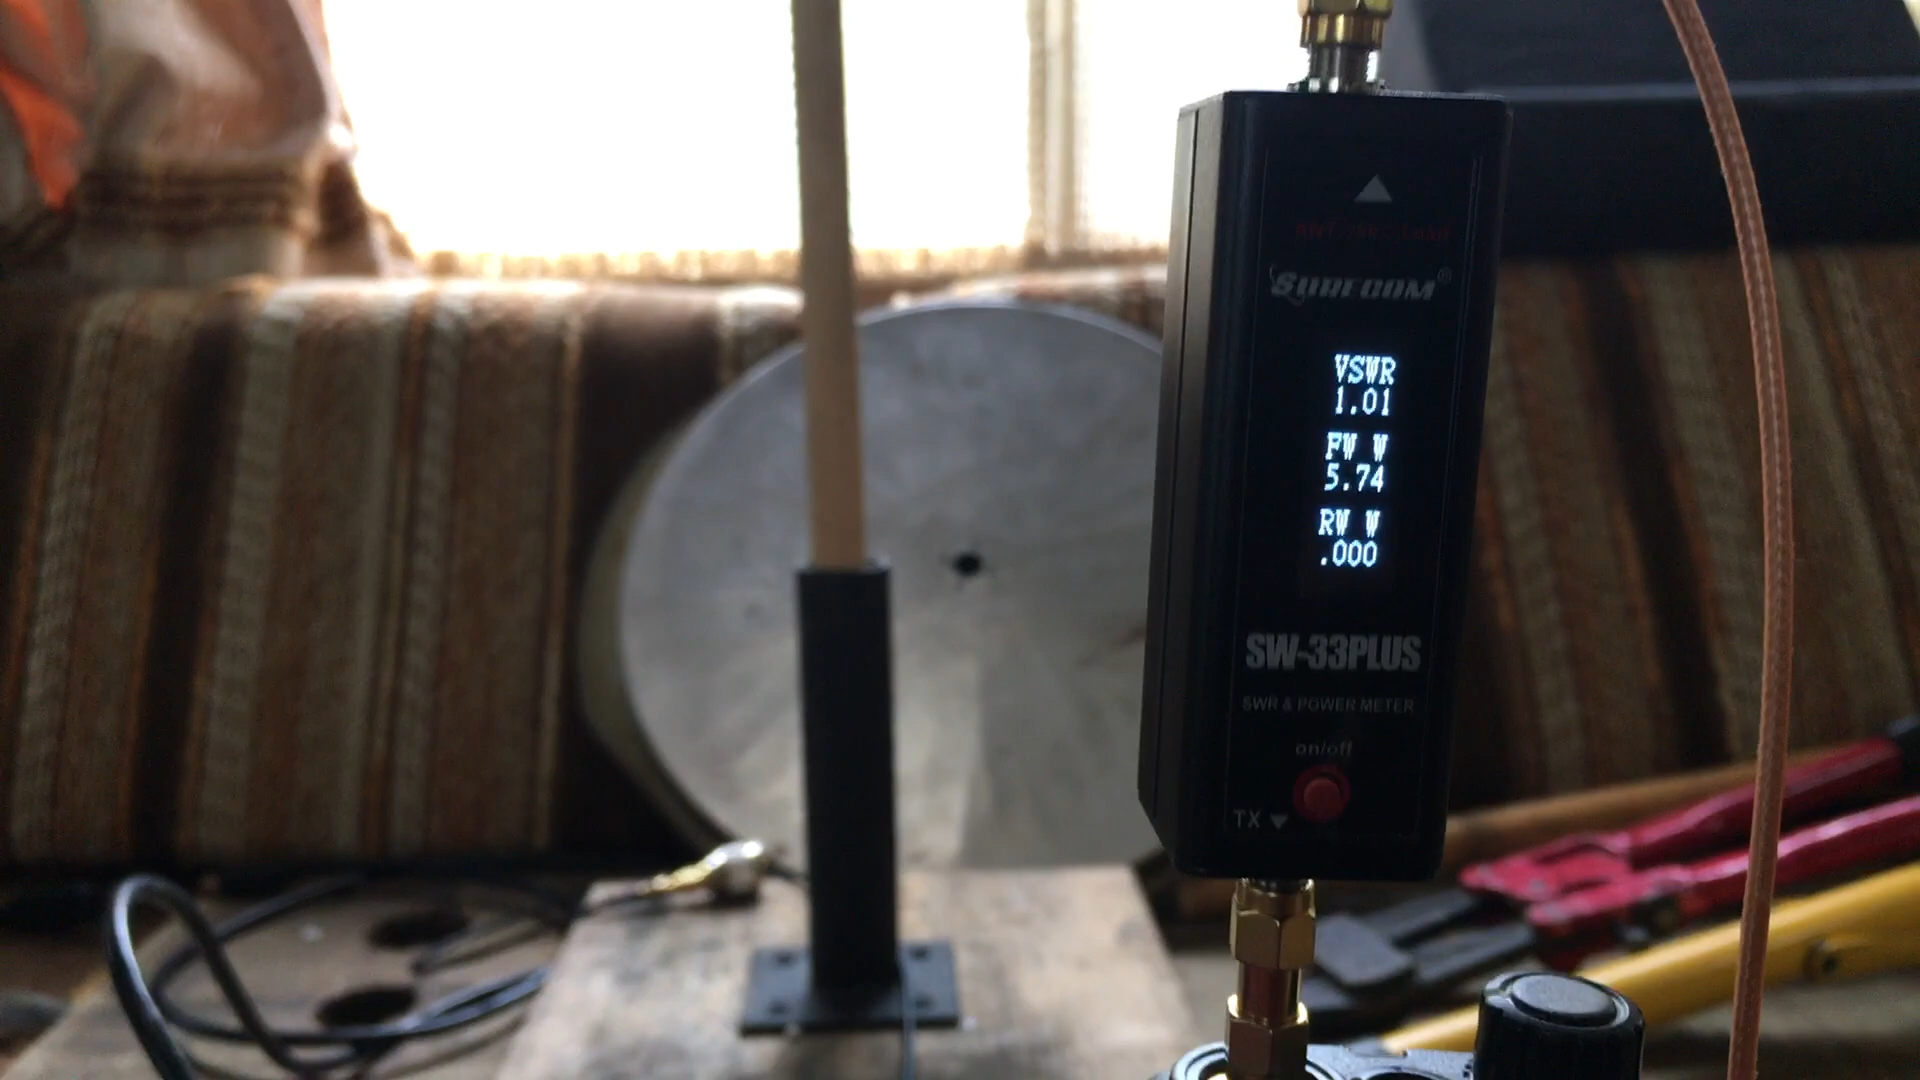 SURECOM®
VSWR
1.01
FW W
5.74
RW W
.000
SW-33PLUS
SWR & POWER METER
on/off
TX